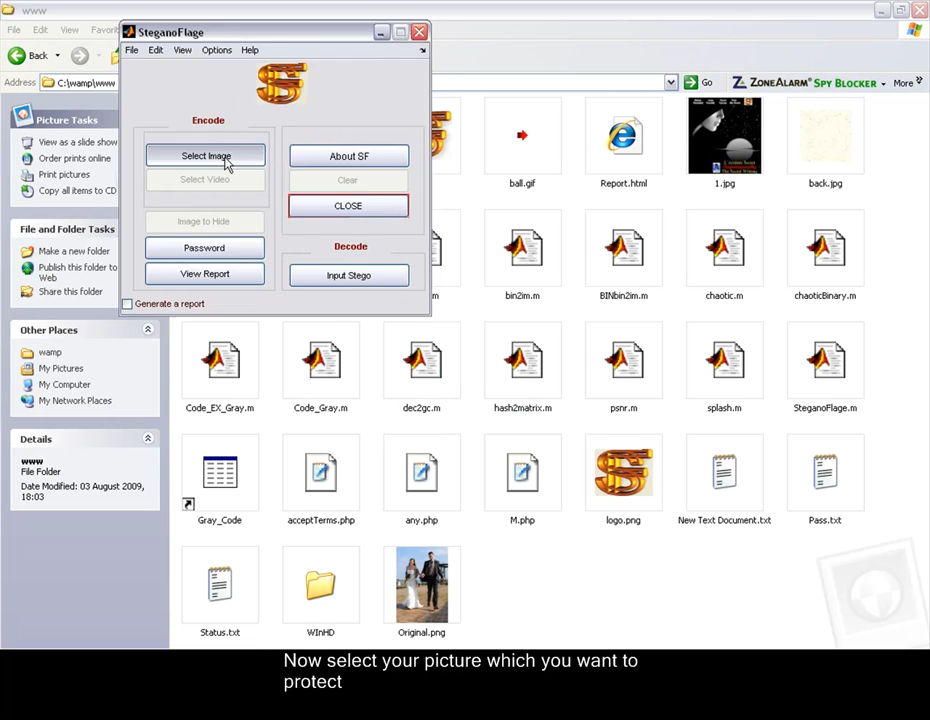 www
File Edit View Favori
Back
Address C:\wamp\www
Go
ZONEALARM SPY BLOCKER
More »
SteganoFlage
File Edit View Options Help
S
Encode
Select Image
Select Video
Image to Hide
Password
View Report
Generate a report
About SF
Clear
CLOSE
Decode
Input Stego
Picture Tasks
View as a slide show
Order prints online
Print pictures
Copy all items to CD
File and Folder Tasks
Make a new folder
Publish this folder to
Web
Share this folder
Other Places
wamp
My Pictures
My Computer
My Network Places
Details
www
File Folder
Date Modified: 03 August 2009,
18:03
ball.gif Report.html 1.jpg back.jpg
m bin2im.m BINbin2im.m chaotic.m chaoticBinary.m
Code_EX_Gray.m Code_Gray.m dec2gc.m hash2matrix.m psnr.m splash.m SteganoFlage.m
Gray_Code acceptTerms.php any.php M.php logo.png New Text Document.txt Pass.txt
Status.txt WInHD Original.png
Now select your picture which you want to
protect